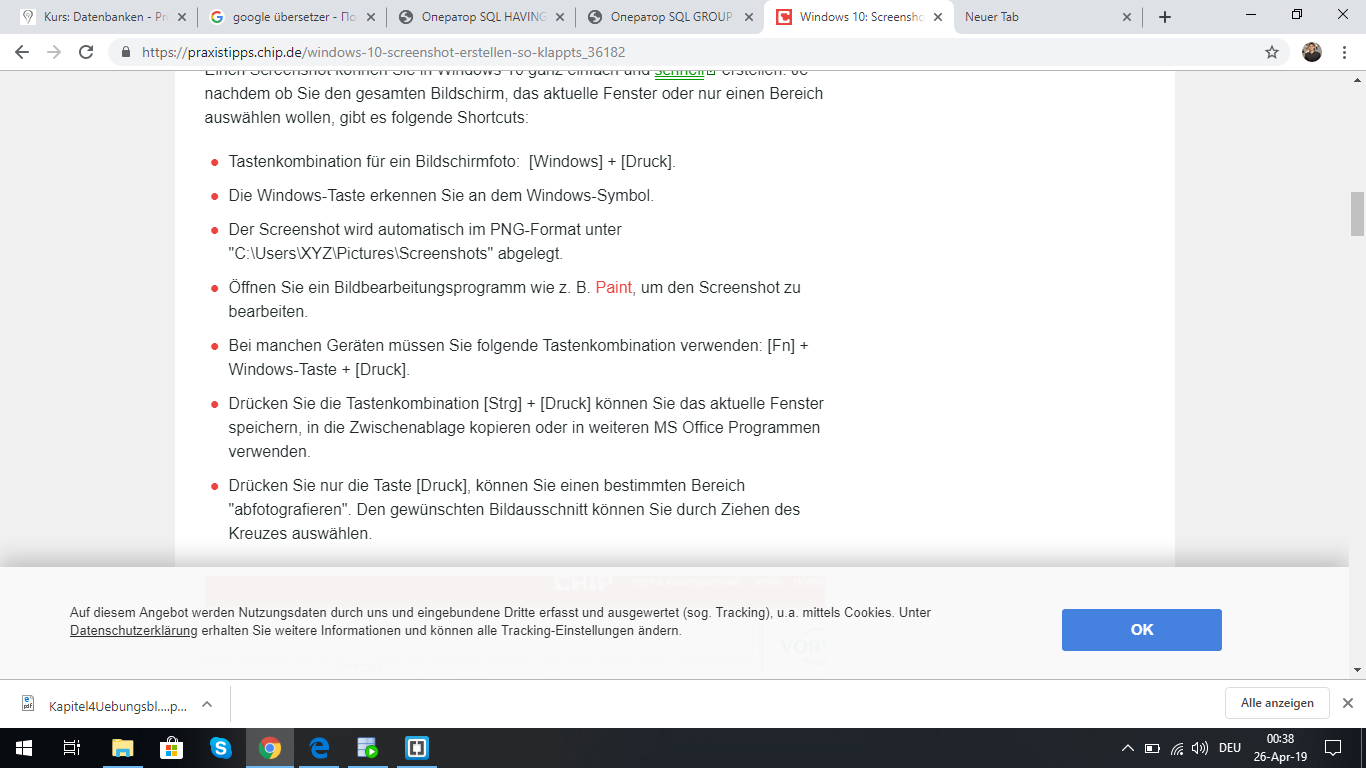 Kurs: Datenbanken - Pr
google übersetzer - По
Оператор SQL HAVING
Оператор SQL GROUP
Windows 10: Screensho
Neuer Tab
https://praxistipps.chip.de/windows-10-screenshot-erstellen-so-klappts_36182
Einen Screenshot können Sie in Windows 10 ganz einfach und schnell erstellen. Je
nachdem ob Sie den gesamten Bildschirm, das aktuelle Fenster oder nur einen Bereich
auswählen wollen, gibt es folgende Shortcuts:
Tastenkombination für ein Bildschirmfoto: [Windows] + [Druck].
Die Windows-Taste erkennen Sie an dem Windows-Symbol.
Der Screenshot wird automatisch im PNG-Format unter
"C:\Users\XYZ\Pictures\Screenshots" abgelegt.
Öffnen Sie ein Bildbearbeitungsprogramm wie z. B. Paint, um den Screenshot zu
bearbeiten.
Bei manchen Geräten müssen Sie folgende Tastenkombination verwenden: [Fn] +
Windows-Taste + [Druck].
Drücken Sie die Tastenkombination [Strg] + [Druck] können Sie das aktuelle Fenster
speichern, in die Zwischenablage kopieren oder in weiteren MS Office Programmen
verwenden.
Drücken Sie nur die Taste [Druck], können Sie einen bestimmten Bereich
"abfotografieren". Den gewünschten Bildausschnitt können Sie durch Ziehen des
Kreuzes auswählen.
CHIP
Auf diesem Angebot werden Nutzungsdaten durch uns und eingebundene Dritte erfasst und ausgewertet (sog. Tracking), u.a. mittels Cookies. Unter
Datenschutzerklärung erhalten Sie weitere Informationen und können alle Tracking-Einstellungen ändern.
OK
Kapitel4Uebungsbl....p...
Alle anzeigen
DEU
00:38
26-Apr-19